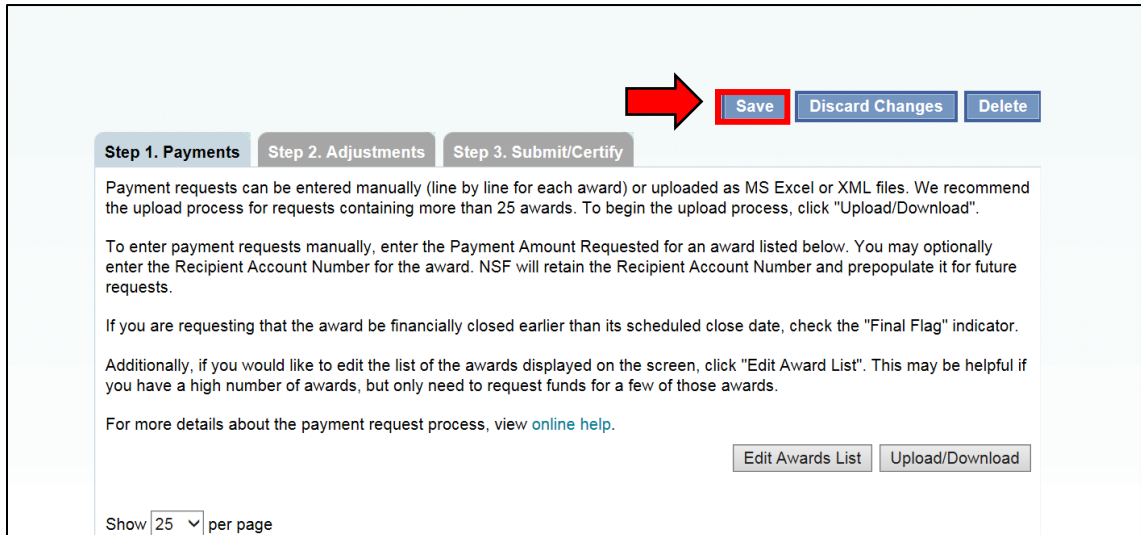 Save Discard Changes Delete
Step 1. Payments Step 2. Adjustments Step 3. Submit/Certify
Payment requests can be entered manually (line by line for each award) or uploaded as MS Excel or XML files. We recommend
the upload process for requests containing more than 25 awards. To begin the upload process, click "Upload/Download".
To enter payment requests manually, enter the Payment Amount Requested for an award listed below. You may optionally
enter the Recipient Account Number for the award. NSF will retain the Recipient Account Number and prepopulate it for future
requests.
If you are requesting that the award be financially closed earlier than its scheduled close date, check the "Final Flag" indicator.
Additionally, if you would like to edit the list of the awards displayed on the screen, click "Edit Award List". This may be helpful if
you have a high number of awards, but only need to request funds for a few of those awards.
For more details about the payment request process, view online help.
Edit Awards List Upload/Download
Show 25 per page